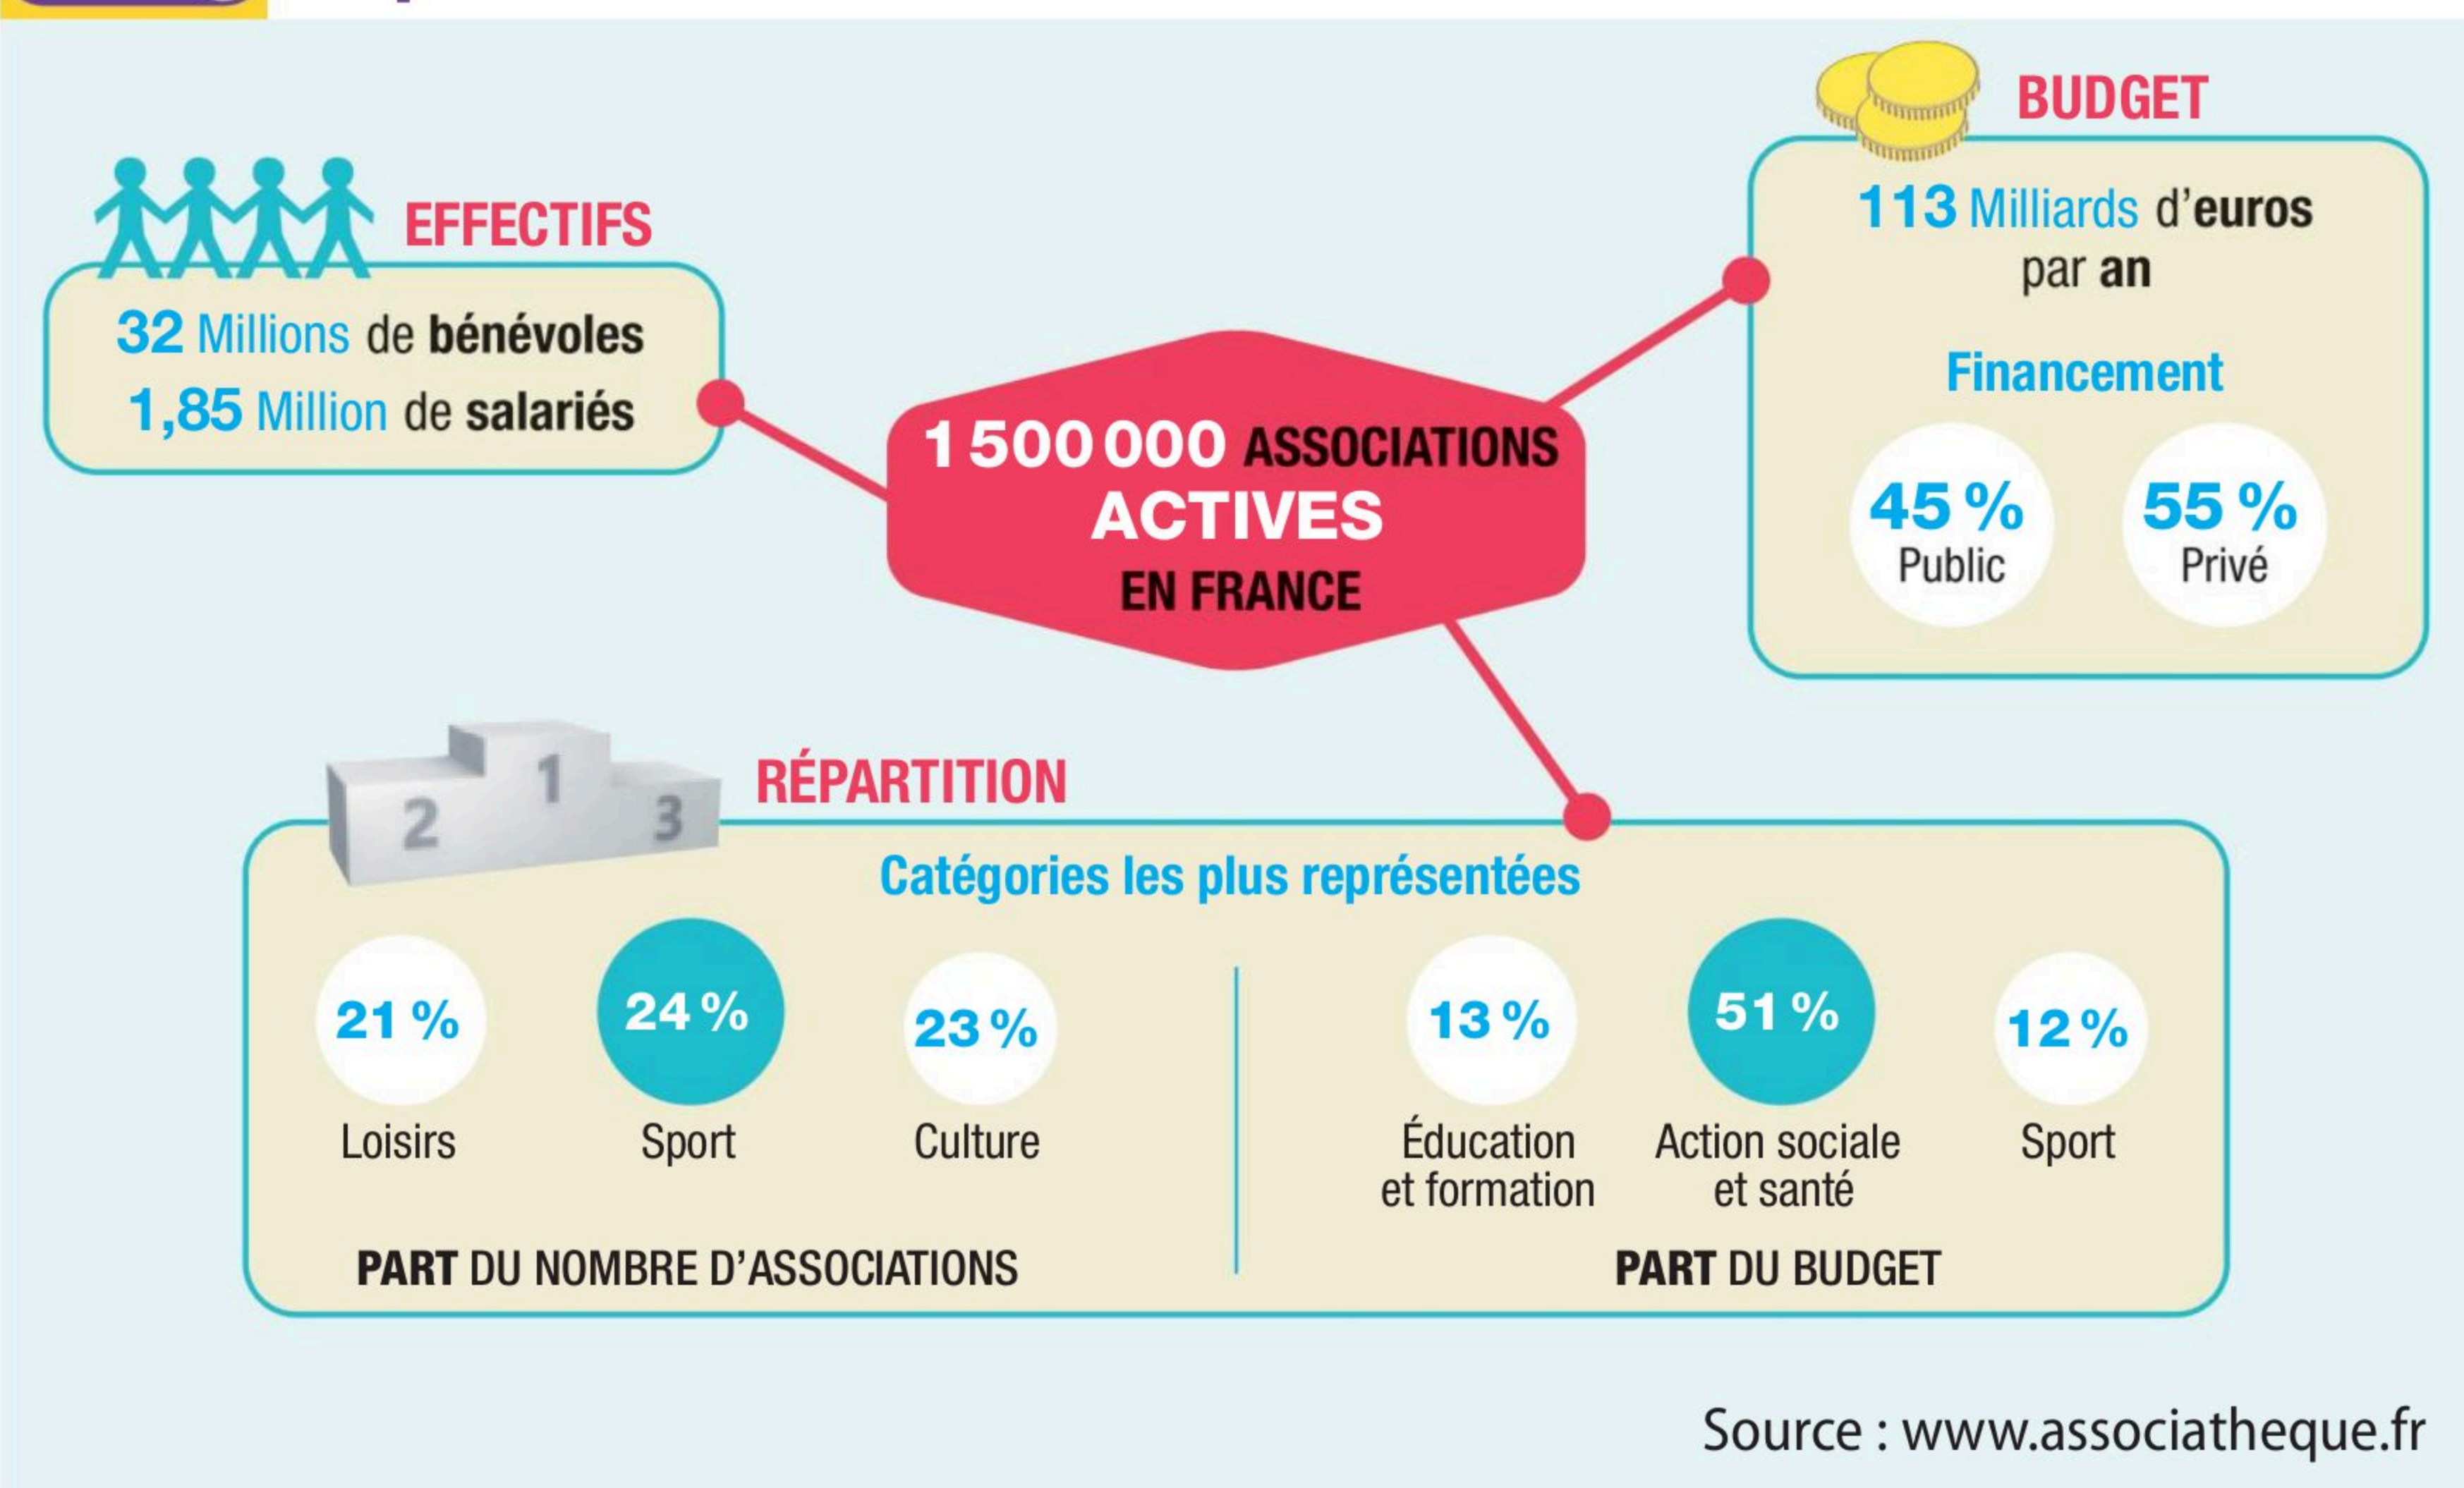 EFFECTIFS
32 Millions de bénévoles
1,85 Million de salariés
1 500 000 ASSOCIATIONS
ACTIVES
EN FRANCE
BUDGET
113 Milliards d'euros
par an
Financement
45 %
Public
55 %
Privé
2
1
3
RÉPARTITION
Catégories les plus représentées
21 %
Loisirs
24 %
Sport
23 %
Culture
PART DU NOMBRE D'ASSOCIATIONS
13 %
Éducation
et formation
51 %
Action sociale
et santé
12 %
Sport
PART DU BUDGET
Source : www.associatheque.fr